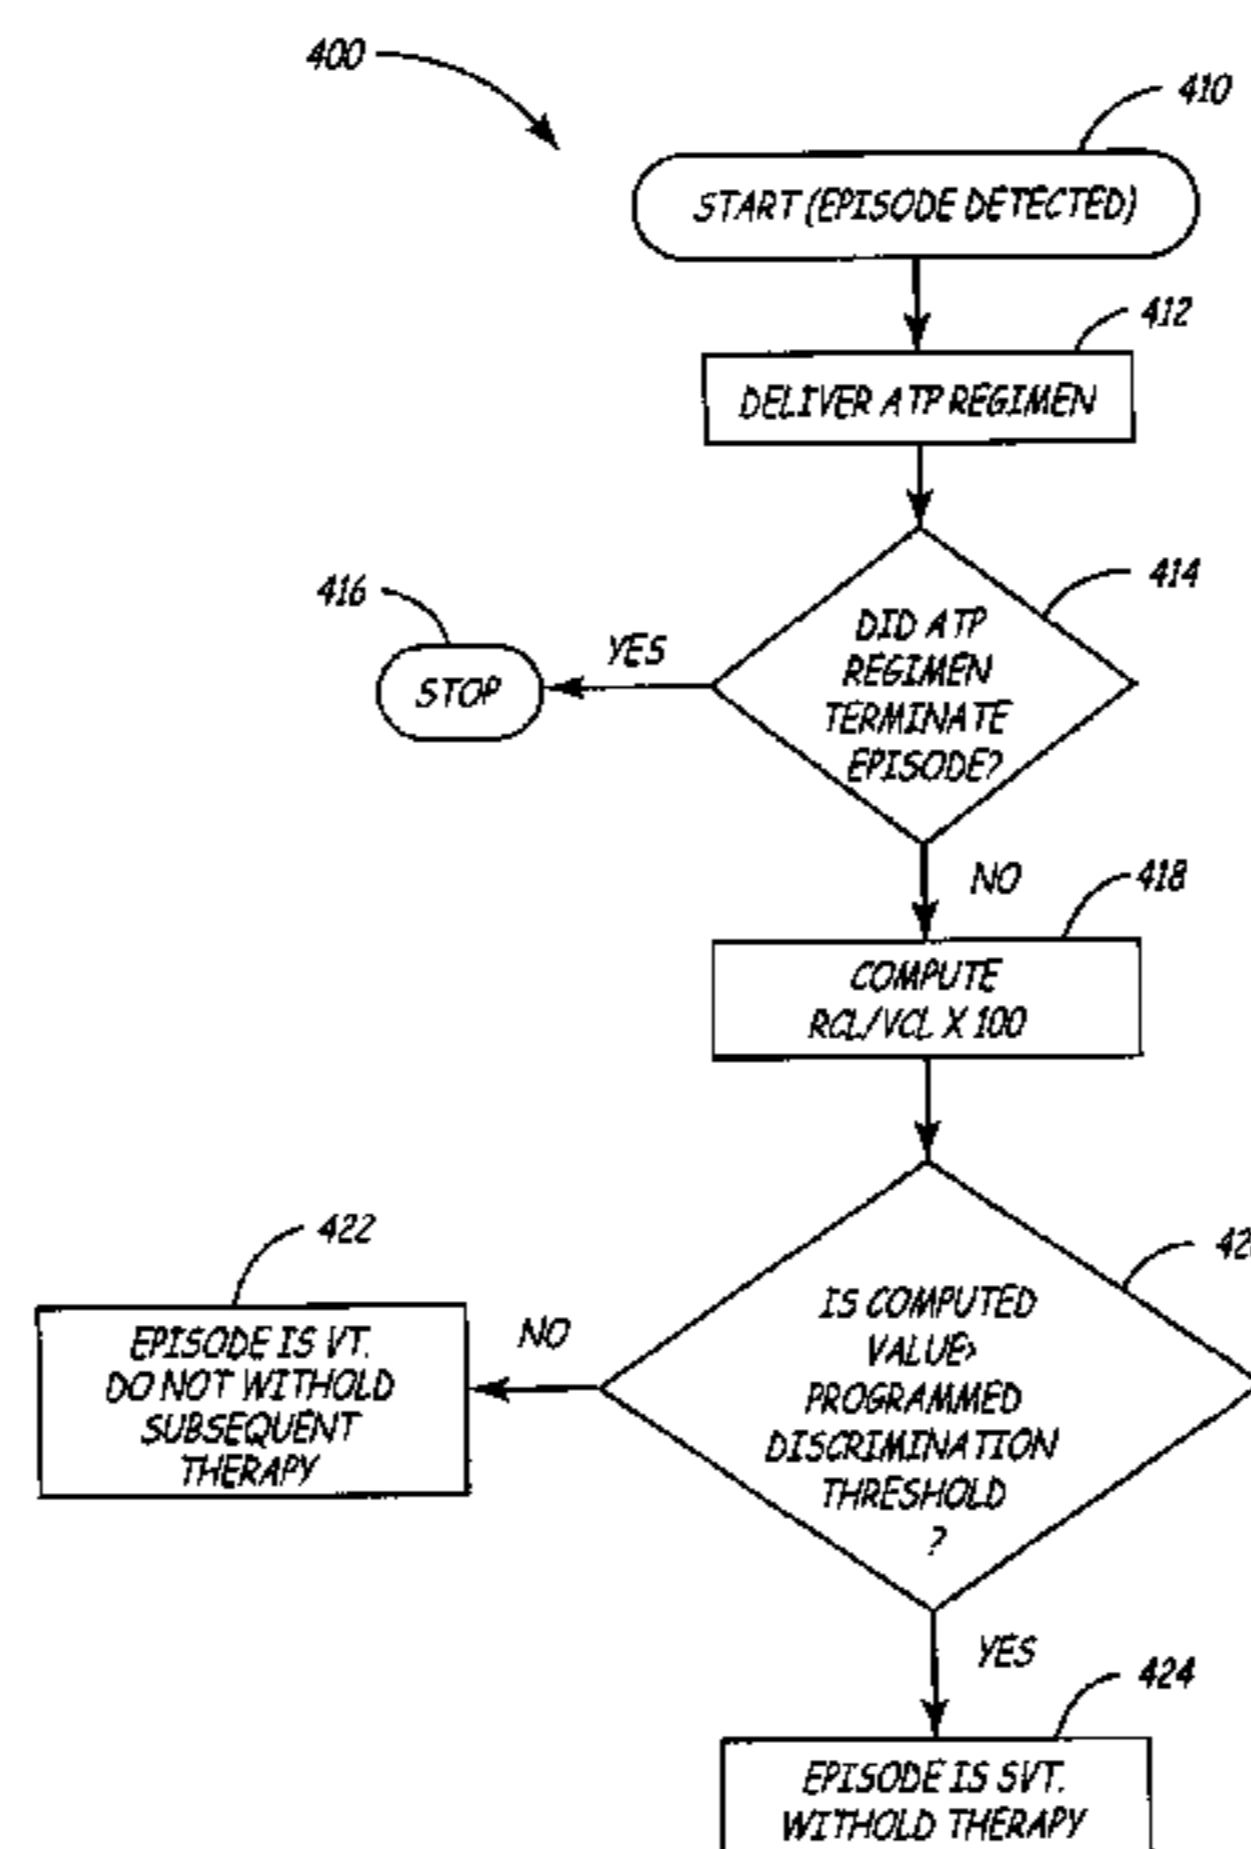 400
410
START (EPISODE DETECTED)
412
DELIVER ATP REGIMEN
414
DID ATP
REGIMEN
TERMINATE
EPISODE?
416
YES
STOP
NO
418
COMPUTE
RCL/VCL X 100
422
NO
EPISODE IS VT.
DO NOT WITHOLD
SUBSEQUENT
THERAPY
IS COMPUTED
VALUE>
PROGRAMMED
DISCRIMINATION
THRESHOLD
?
YES
424
EPISODE IS SVT.
WITHOLD THERAPY